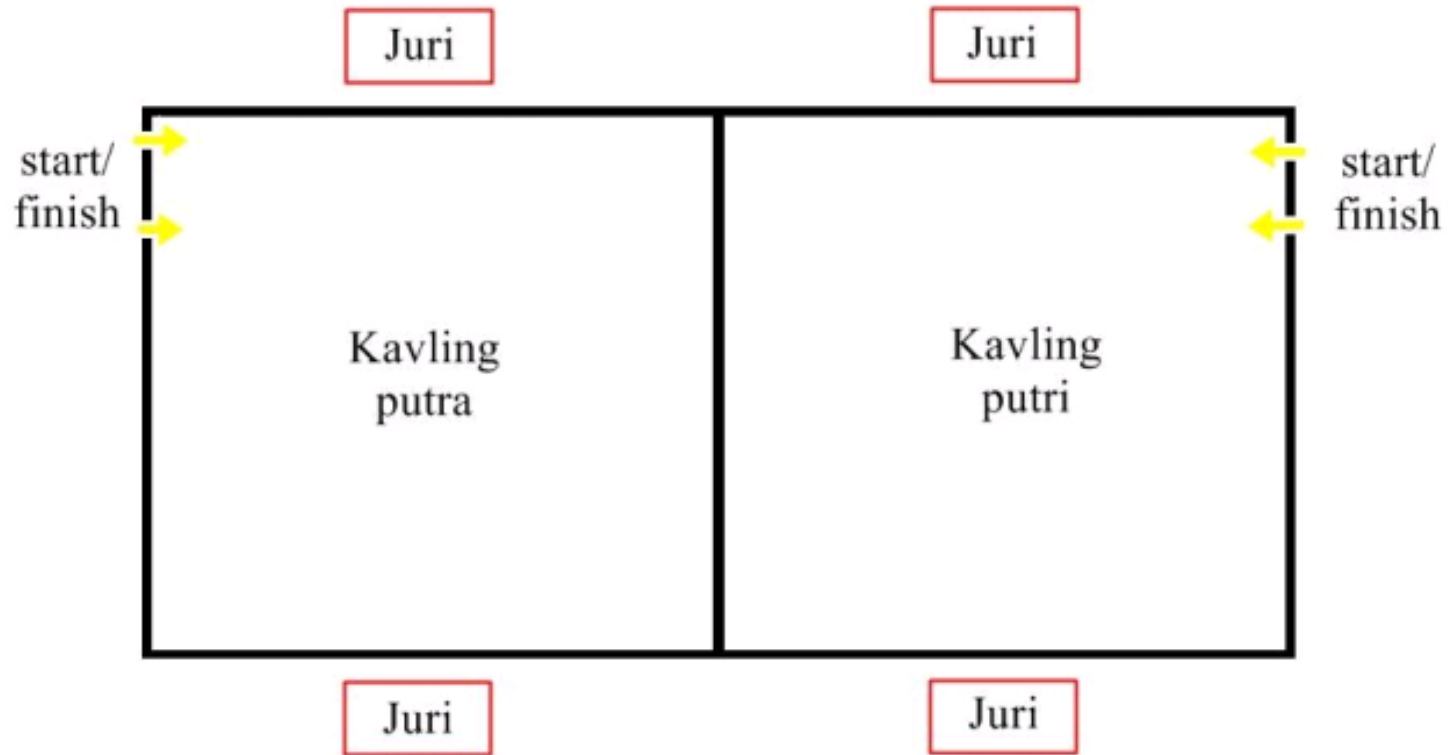 Juri
Juri
start/
finish
start/
finish
Kavling
putra
Kavling
putri
Juri
Juri